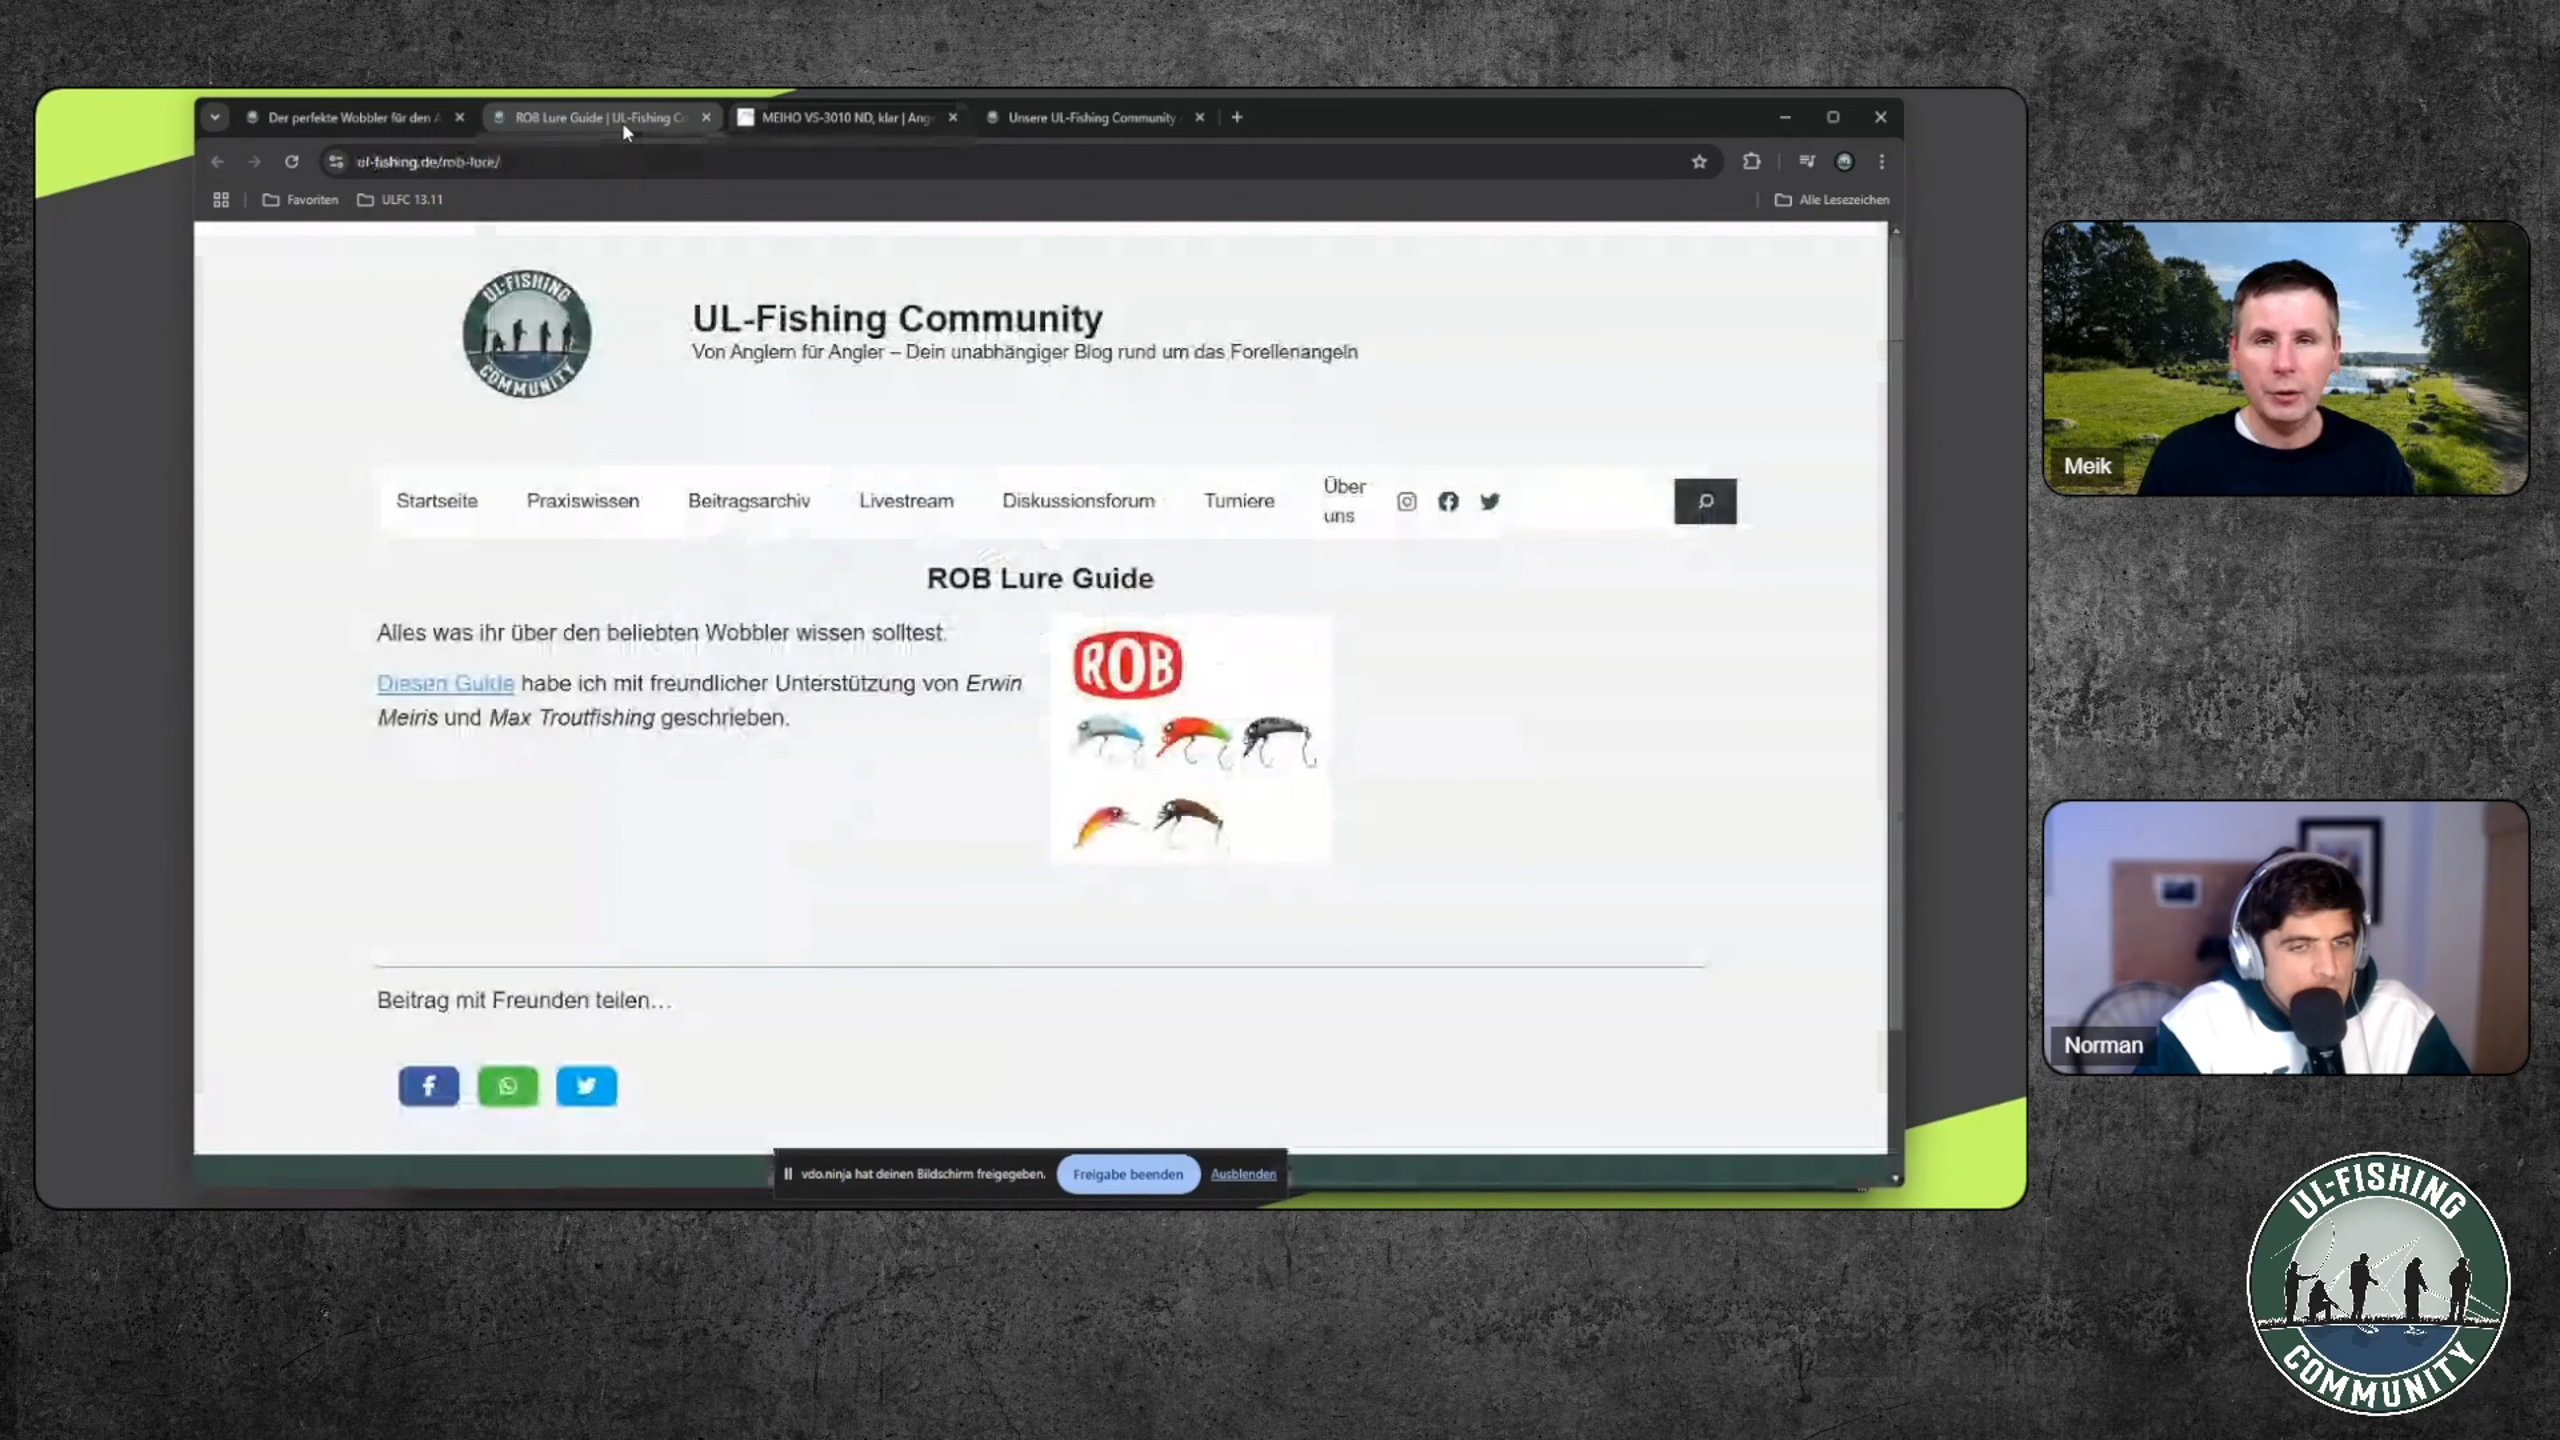 Der perfekte Wobbler für den A
ROB Lure Guide | UL-Fishing Co
MEIHO VS-3010 ND, klar | Ang
Unsere UL-Fishing Community
ul-fishing.de/rob-lure/
Favoriten
ULFC 13.11
Alle Lesezeichen
UL-FISHING
COMMUNITY
UL-Fishing Community
Von Anglern für Angler – Dein unabhängiger Blog rund um das Forellenangeln
Startseite
Praxiswissen
Beitragsarchiv
Livestream
Diskussionsforum
Turniere
Über
uns
ROB Lure Guide
Alles was ihr über den beliebten Wobbler wissen solltest.
Diesen Guide habe ich mit freundlicher Unterstützung von Erwin
Meiris und Max Troutfishing geschrieben.
ROB
Beitrag mit Freunden teilen…
vdo.ninja hat deinen Bildschirm freigegeben.
Freigabe beenden
Ausblenden
Meik
Norman
UL-FISHING
COMMUNITY